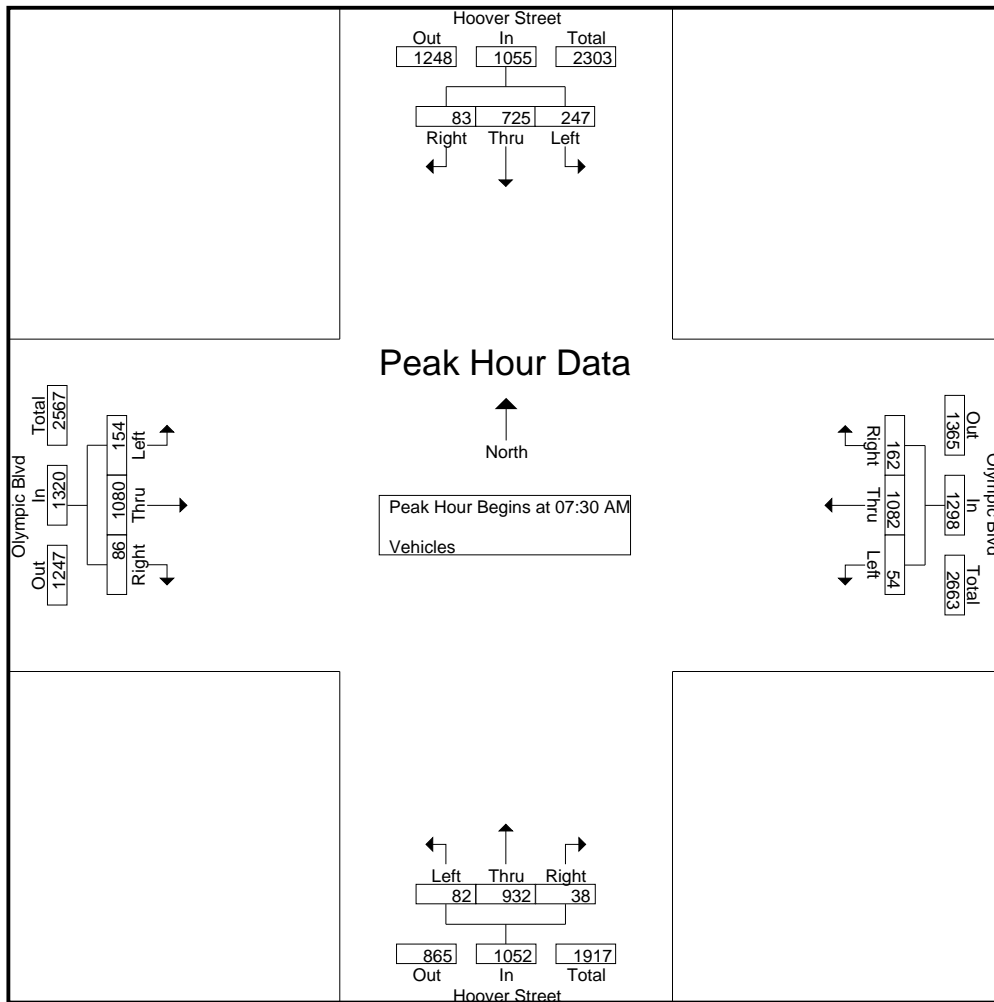 Hoover Street
Out In Total
1248 1055 2303
83 725 247
Right Thru Left
Peak Hour Data
North
Peak Hour Begins at 07:30 AM
Vehicles
Olympic Blvd
Out In Total
1247 1320 2567
86 1080 154
Right Thru Left
Olympic Blvd
Out In Total
1365 1298 2663
162 1082 54
Right Thru Left
Left Thru Right
82 932 38
865 1052 1917
Out In Total
Hoover Street